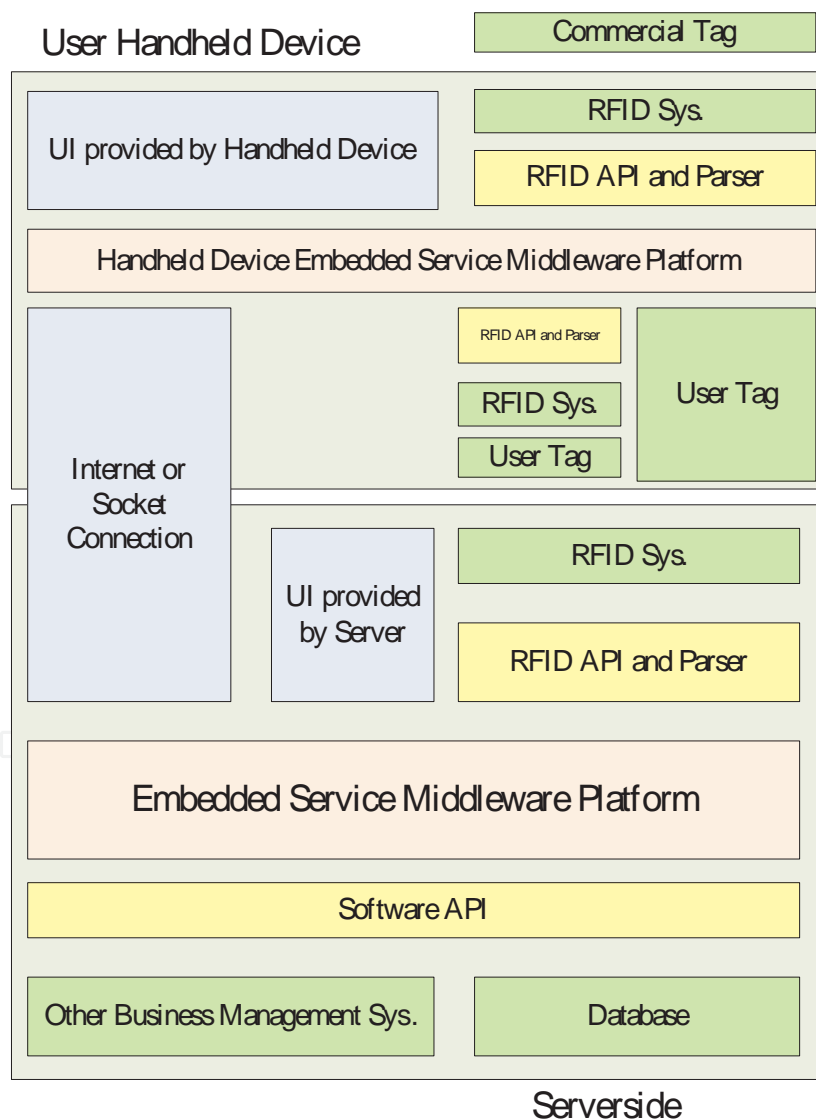 User Handheld Device
Commercial Tag
UI provided by Handheld Device
RFID Sys.
RFID API and Parser
Handheld Device Embedded Service Middleware Platform
Internet or
Socket
Connection
RFID API and Parser
RFID Sys.
User Tag
User Tag
UI provided
by Server
RFID Sys.
RFID API and Parser
Embedded Service Middleware Platform
Software API
Other Business Management Sys.
Database
Serverside